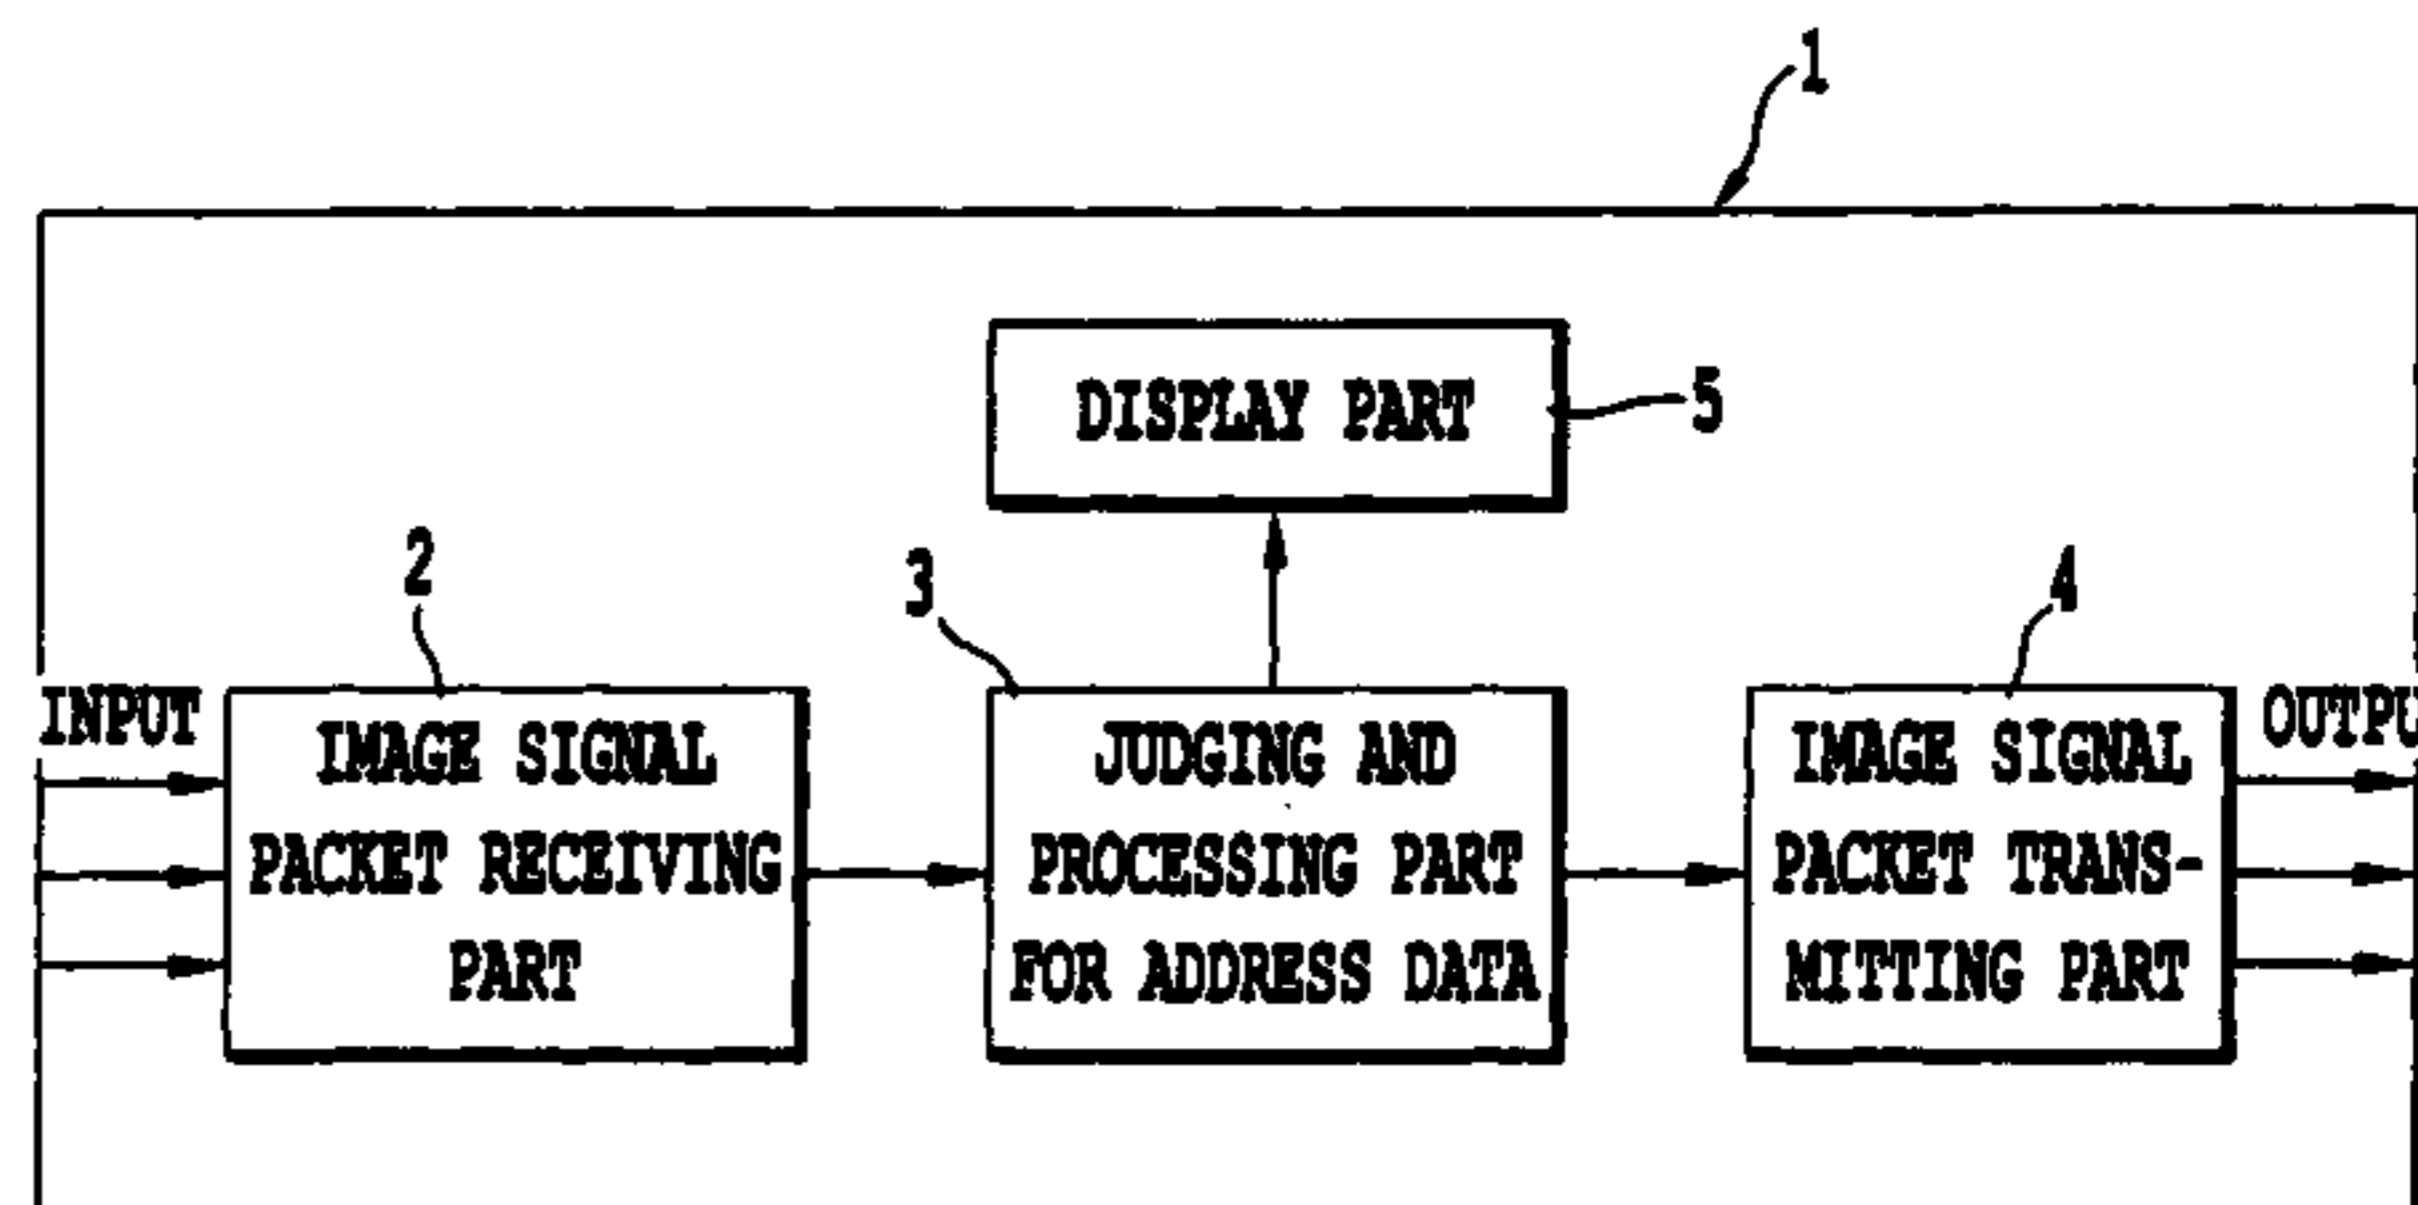 1
DISPLAY PART
5
2
3
4
INPUT
IMAGE SIGNAL
PACKET RECEIVING
PART
JUDGING AND
PROCESSING PART
FOR ADDRESS DATA
IMAGE SIGNAL
PACKET TRANS-
MITTING PART
OUTPU